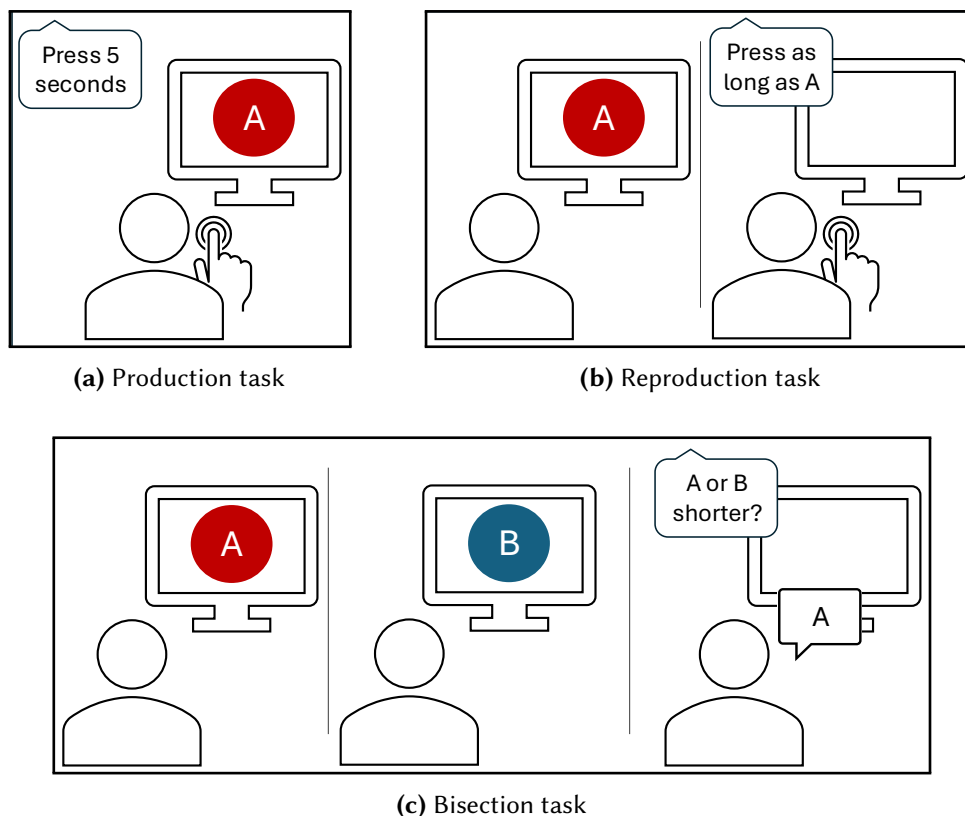 Press 5
seconds
A
(a) Production task
A
Press as
long as A
(b) Reproduction task
A
B
A or B
shorter?
A
(c) Bisection task